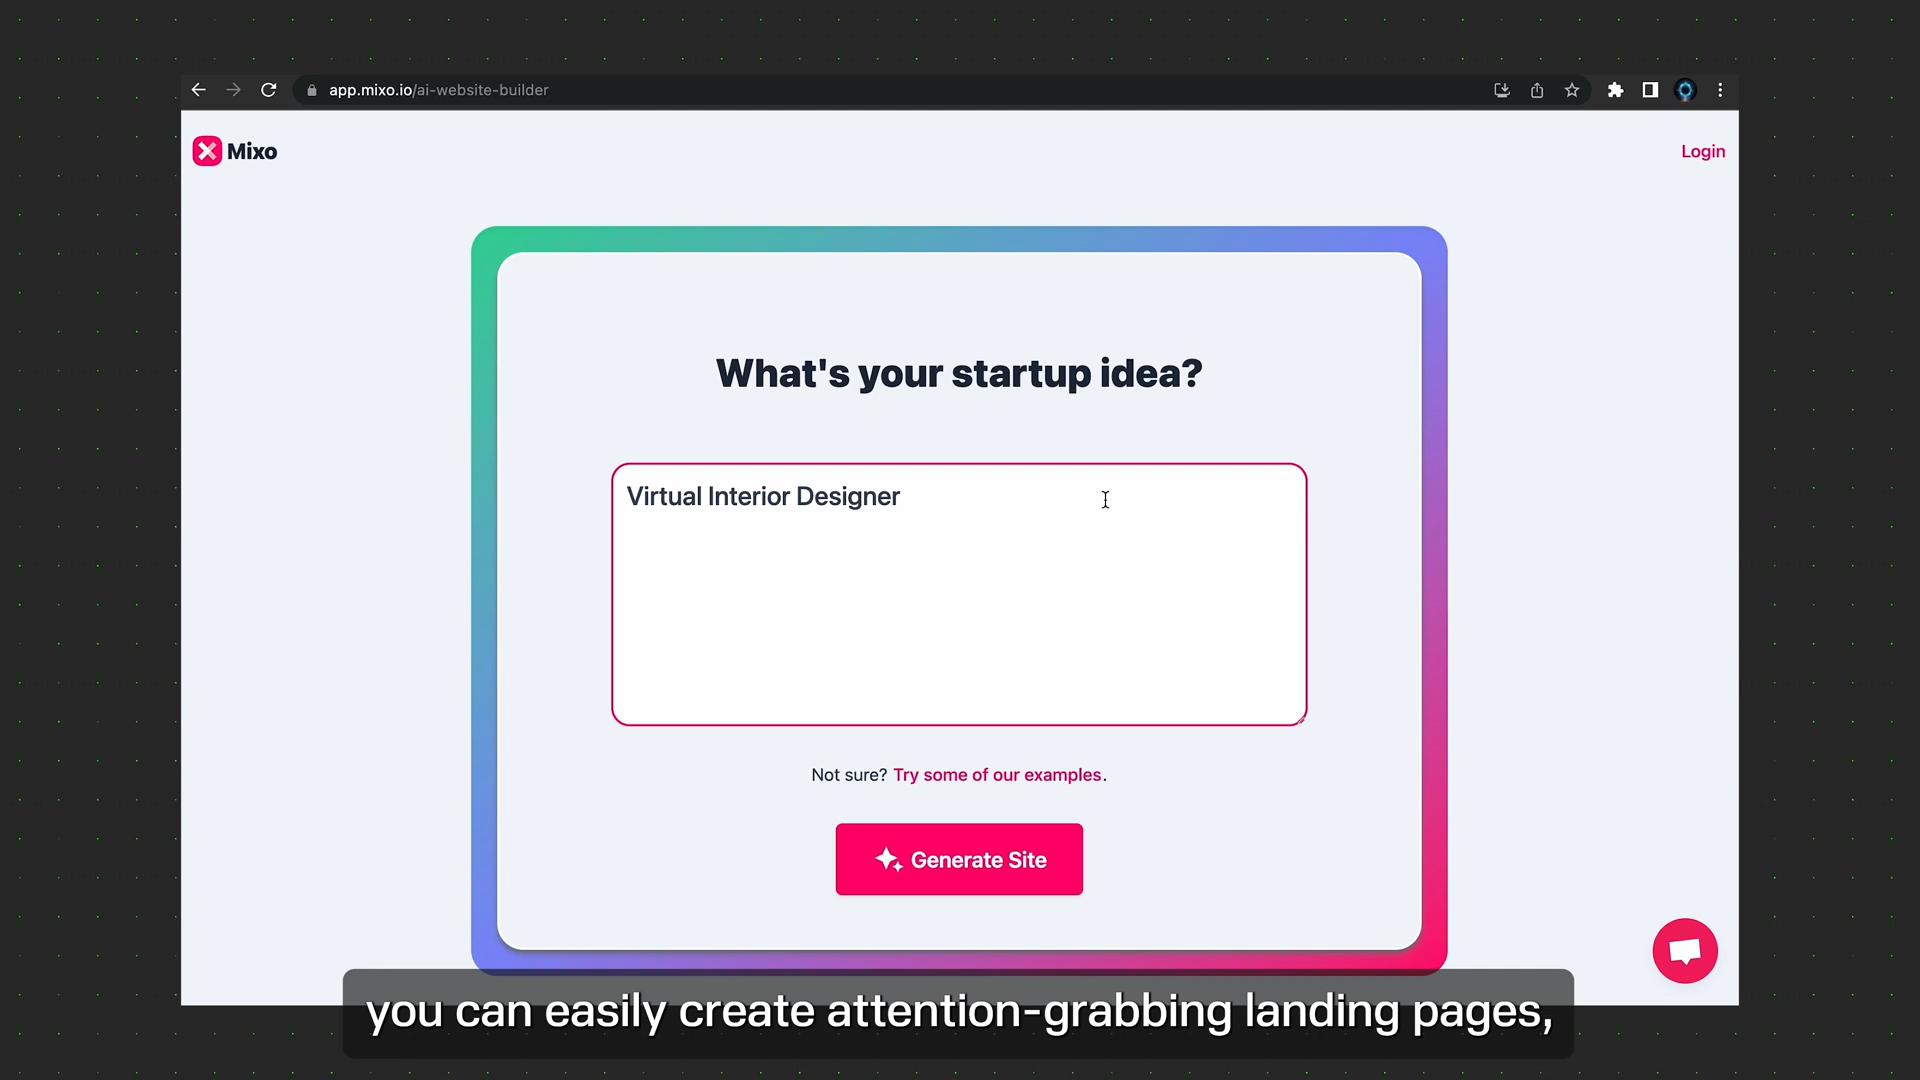 app.mixo.io/ai-website-builder
Mixo
Login
What's your startup idea?
Virtual Interior Designer
Not sure? Try some of our examples.
Generate Site
you can easily create attention-grabbing landing pages,